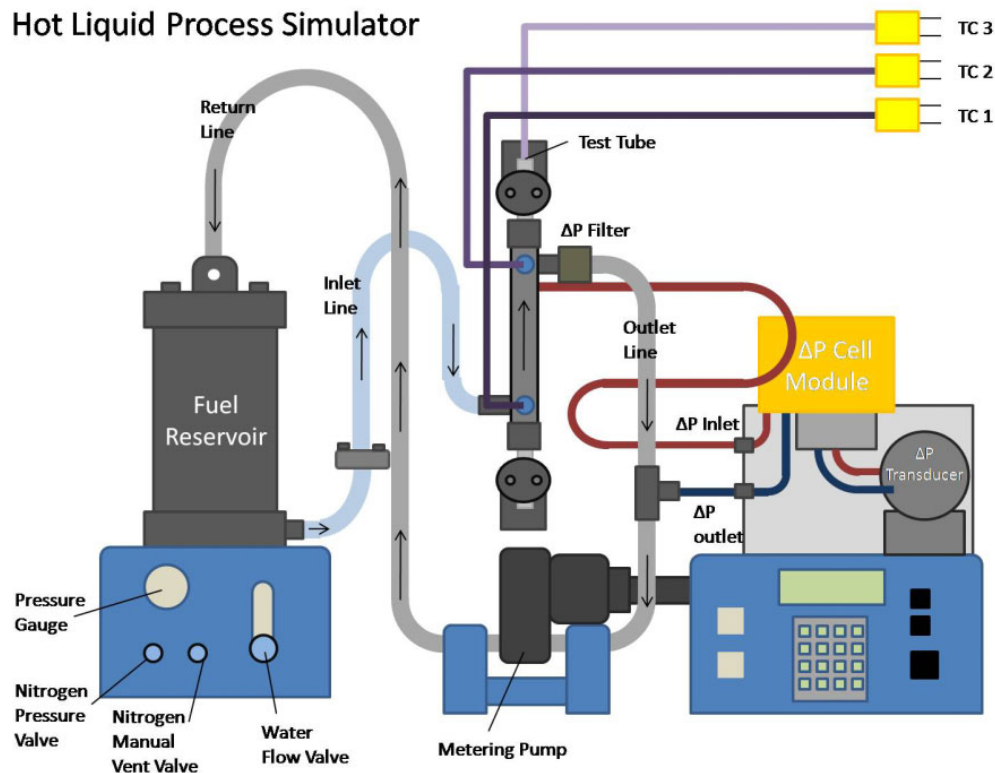 Hot Liquid Process Simulator
TC 3
TC 2
TC 1
Return
Line
Test Tube
ΔP Filter
Inlet
Line
Outlet
Line
ΔP Cell
Module
Fuel
Reservoir
ΔP Inlet
ΔP
Transducer
ΔP
outlet
Pressure
Gauge
Nitrogen
Pressure
Valve
Nitrogen
Manual
Vent Valve
Water
Flow Valve
Metering Pump